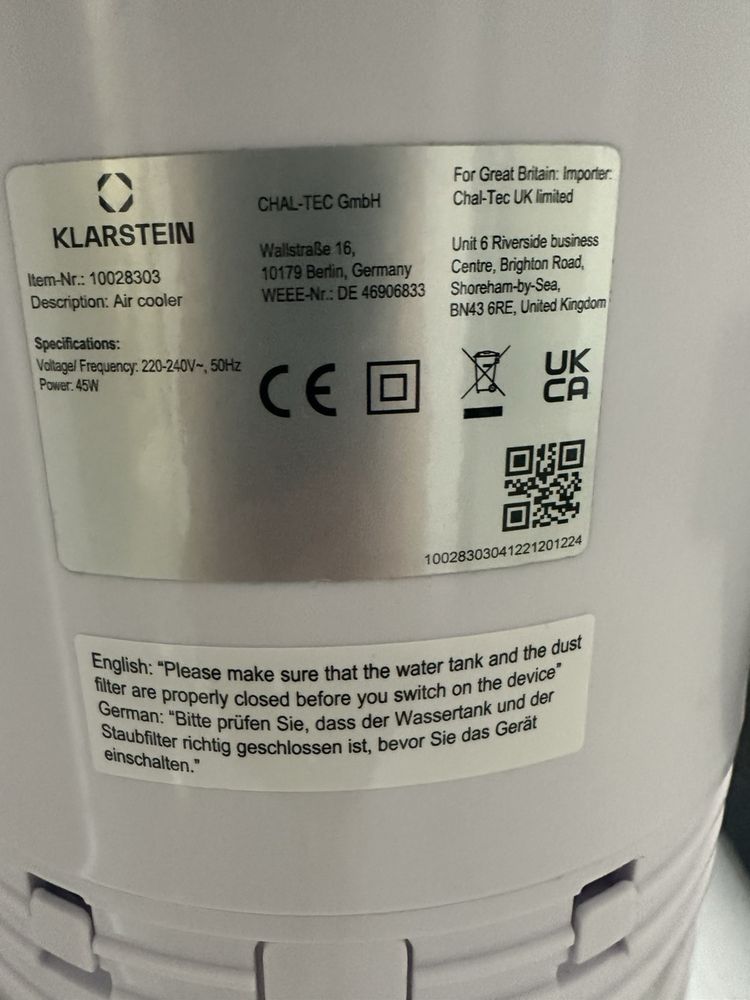 KLARSTEIN
Item-Nr.: 10028303
Description: Air cooler
Specifications:
Voltage/ Frequency: 220-240V~, 50Hz
Power: 45W
CHAL-TEC GmbH
Wallstraße 16,
10179 Berlin, Germany
WEEE-Nr.: DE 46906833
For Great Britain: Importer:
Chal-Tec UK limited
Unit 6 Riverside business
Centre, Brighton Road,
Shoreham-by-Sea,
BN43 6RE, United Kingdom
CE
UK
CA
10028303041221201224
English: “Please make sure that the water tank and the dust
filter are properly closed before you switch on the device”
German: “Bitte prüfen Sie, dass der Wassertank und der
Staubfilter richtig geschlossen ist, bevor Sie das Gerät
einschalten.”